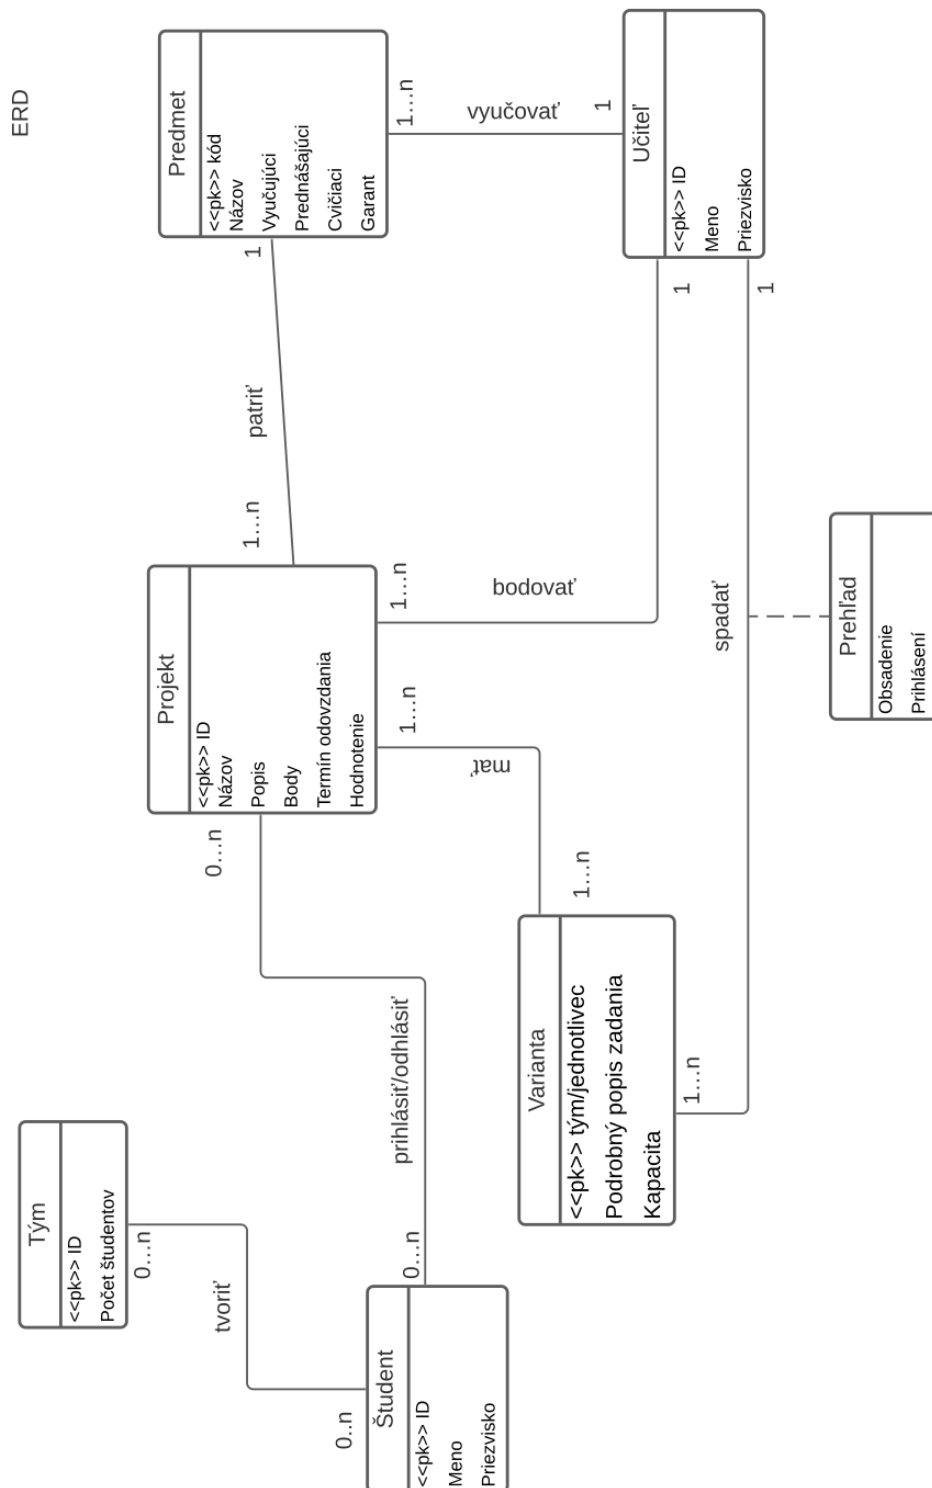 ERD
Tým
<<pk>> ID
Počet študentov
0...n
tvoriť
0..n
Študent
<<pk>> ID
Meno
Priezvisko
0...n
prihlásiť/odhlásiť
0...n
Projekt
<<pk>> ID
Názov
Popis
Body
Termín odovzdania
Hodnotenie
1...n
patriť
1
Predmet
<<pk>> kód
Názov
Vyučujúci
Prednášajúci
Cvičiaci
Garant
1...n
vyučovať
1
Učiteľ
<<pk>> ID
Meno
Priezvisko
1...n
bodovať
1
1...n
mať
1...n
Varianta
<<pk>> tým/jednotlivec
Podrobný popis zadania
Kapacita
1...n
spadať
1
Prehľad
Obsadenie
Prihlásení